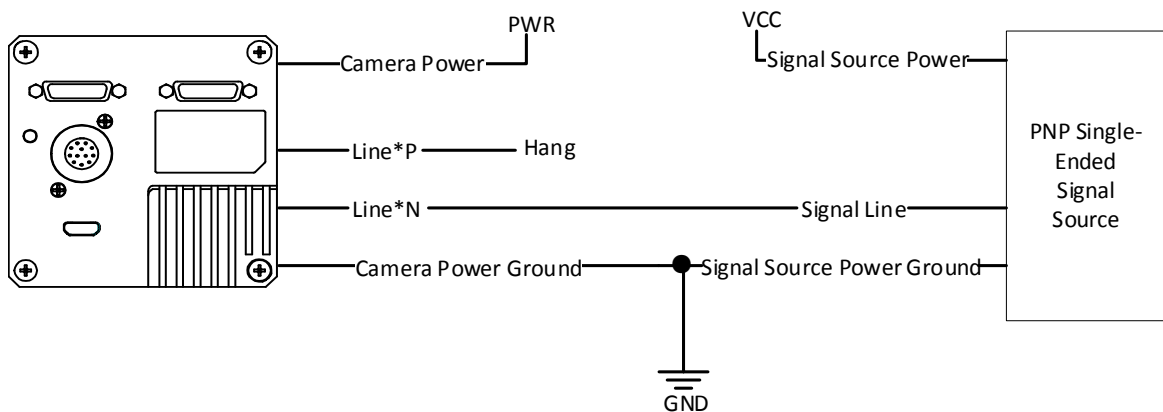 PWR
VCC
Camera Power
Signal Source Power
Line*P
Hang
Line*N
Signal Line
Camera Power Ground
Signal Source Power Ground
PNP Single-
Ended
Signal
Source
GND